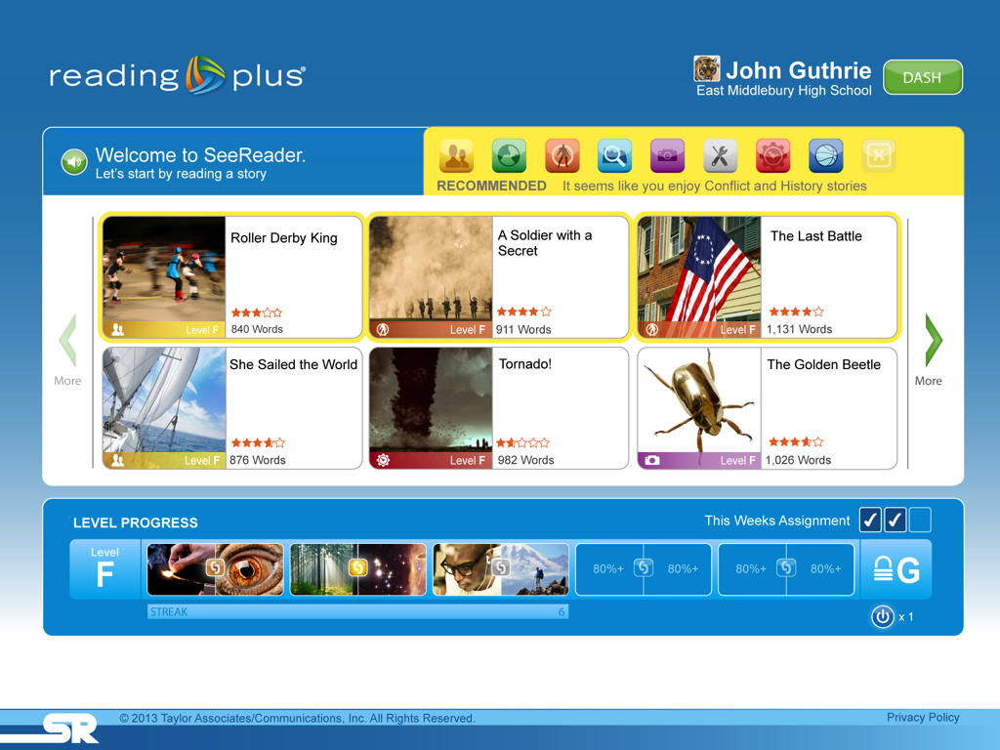 reading plus®
John Guthrie
East Middlebury High School
DASH
Welcome to SeeReader.
Let's start by reading a story
RECOMMENDED It seems like you enjoy Conflict and History stories
Roller Derby King
Level F
840 Words
A Soldier with a
Secret
Level F
911 Words
The Last Battle
Level F
1,131 Words
More
More
She Sailed the World
Level F
876 Words
Tornado!
Level F
982 Words
The Golden Beetle
Level F
1,026 Words
LEVEL PROGRESS
This Weeks Assignment
Level
F
80%+ 80%+
80%+ 80%+
G
STREAK 6
x 1
SR
© 2013 Taylor Associates/Communications, Inc. All Rights Reserved.
Privacy Policy